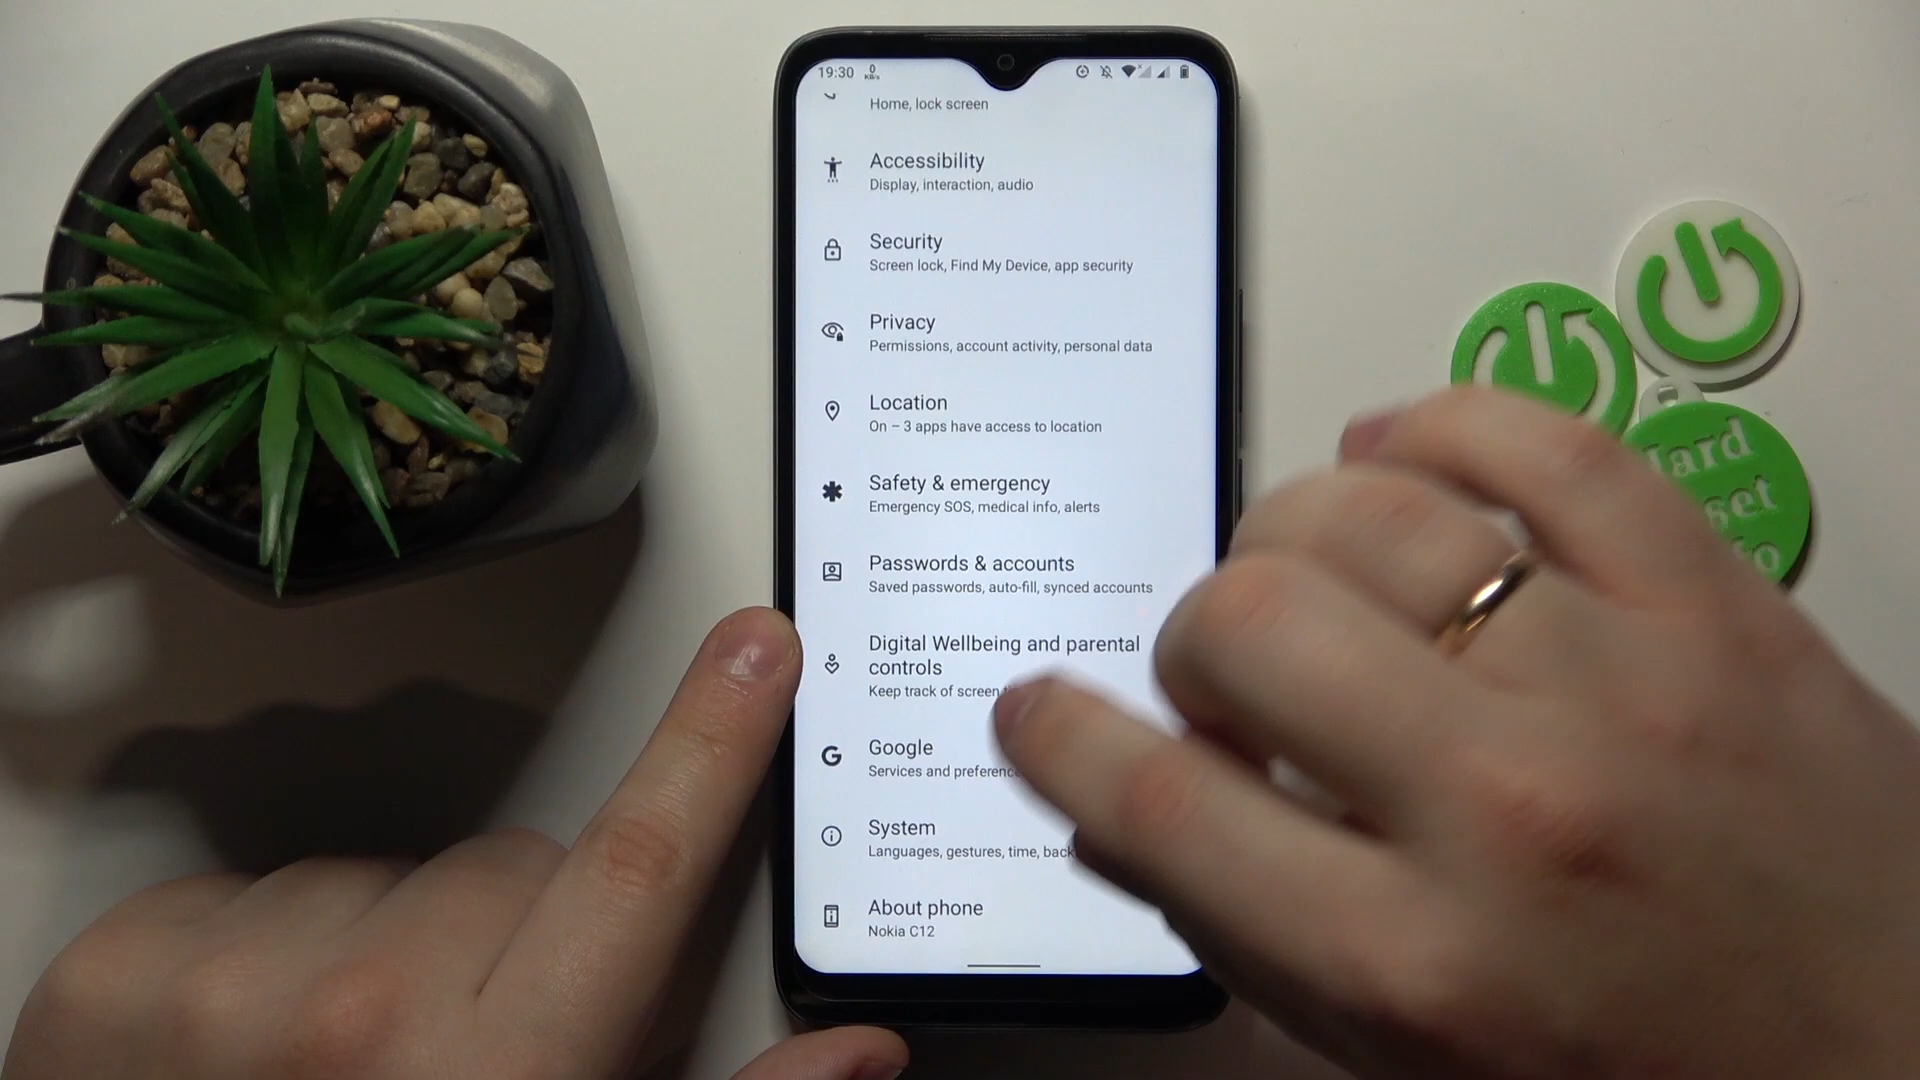 19:30
0
KB/s
Home, lock screen
Accessibility
Display, interaction, audio
Security
Screen lock, Find My Device, app security
Privacy
Permissions, account activity, personal data
Location
On – 3 apps have access to location
Safety & emergency
Emergency SOS, medical info, alerts
Passwords & accounts
Saved passwords, auto-fill, synced accounts
Digital Wellbeing and parental
controls
Keep track of screen
Google
Services and preference
System
Languages, gestures, time, back
About phone
Nokia C12
Hard